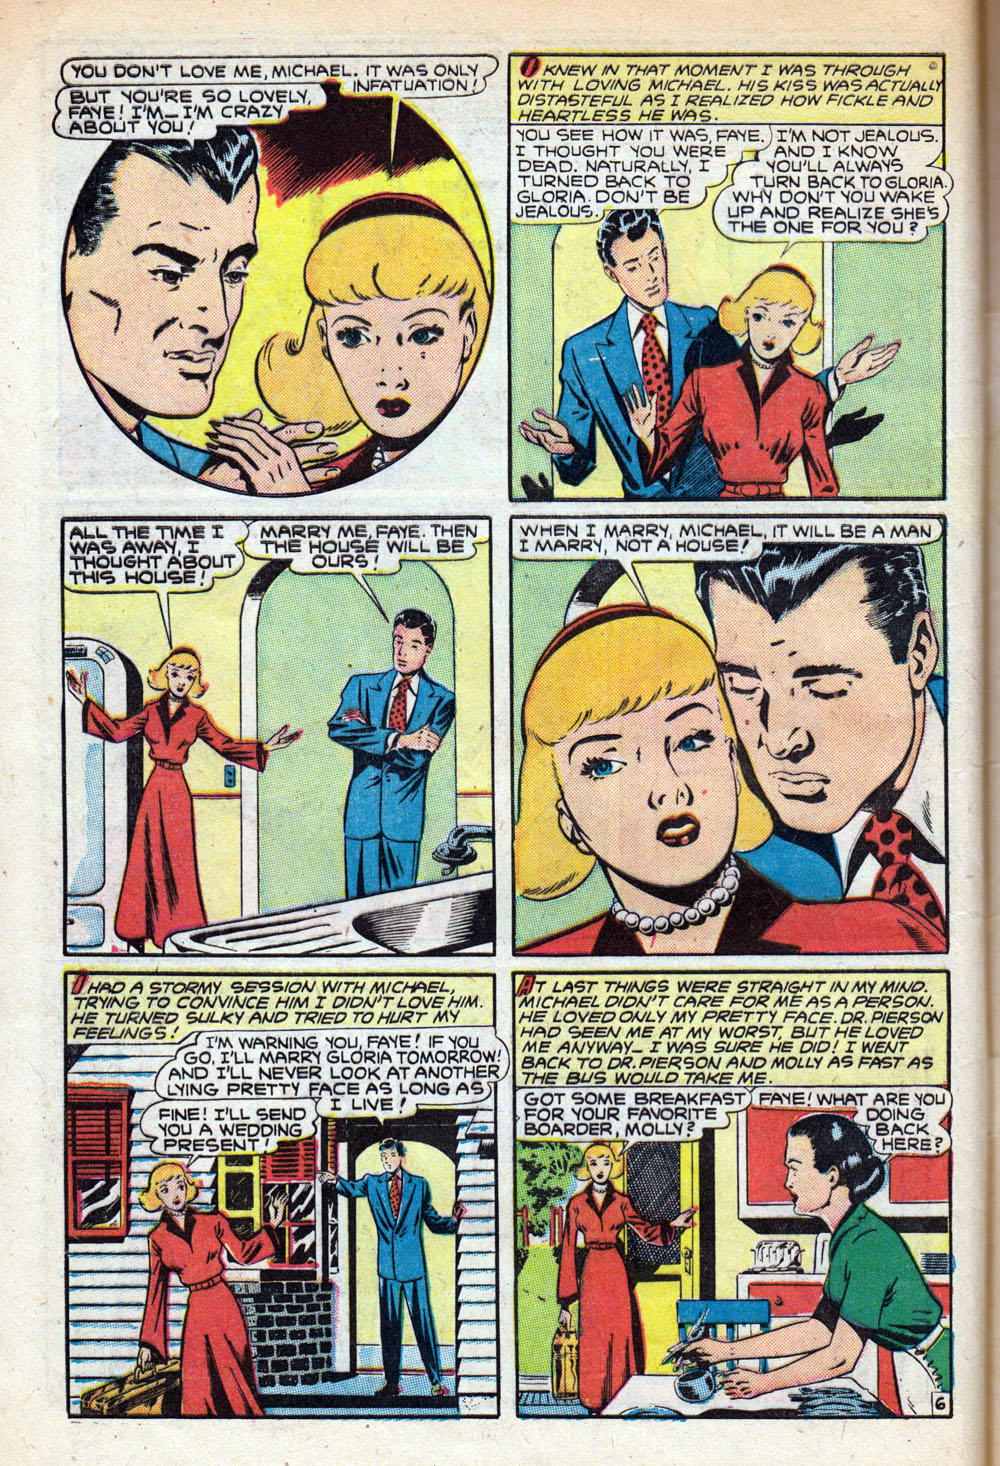 YOU DON'T LOVE ME, MICHAEL. IT WAS ONLY
INFATUATION!
BUT YOU'RE SO LOVELY,
FAYE! I'M— I'M CRAZY
ABOUT YOU!
I KNEW IN THAT MOMENT I WAS THROUGH
WITH LOVING MICHAEL. HIS KISS WAS ACTUALLY
DISTASTEFUL AS I REALIZED HOW FICKLE AND
HEARTLESS HE WAS.
YOU SEE HOW IT WAS, FAYE.
I THOUGHT YOU WERE
DEAD. NATURALLY, I
TURNED BACK TO
GLORIA. DON'T BE
JEALOUS.
I'M NOT JEALOUS.
AND I KNOW
YOU'LL ALWAYS
TURN BACK TO GLORIA.
WHY DON'T YOU WAKE
UP AND REALIZE SHE'S
THE ONE FOR YOU?
ALL THE TIME I
WAS AWAY, I
THOUGHT ABOUT
THIS HOUSE!
MARRY ME, FAYE. THEN
THE HOUSE WILL BE
OURS!
WHEN I MARRY, MICHAEL, IT WILL BE A MAN
I MARRY, NOT A HOUSE!
I HAD A STORMY SESSION WITH MICHAEL,
TRYING TO CONVINCE HIM I DIDN'T LOVE HIM.
HE TURNED SULKY AND TRIED TO HURT MY
FEELINGS!
I'M WARNING YOU, FAYE! IF YOU
GO, I'LL MARRY GLORIA TOMORROW!
AND I'LL NEVER LOOK AT ANOTHER
LYING PRETTY FACE AS LONG AS
I LIVE!
FINE! I'LL SEND
YOU A WEDDING
PRESENT!
AT LAST THINGS WERE STRAIGHT IN MY MIND.
MICHAEL DIDN'T CARE FOR ME AS A PERSON.
HE LOVED ONLY MY PRETTY FACE. DR. PIERSON
HAD SEEN ME AT MY WORST, BUT HE LOVED
ME ANYWAY— I WAS SURE HE DID! I WENT
BACK TO DR. PIERSON AND MOLLY AS FAST AS
THE BUS WOULD TAKE ME.
GOT SOME BREAKFAST
FOR YOUR FAVORITE
BOARDER, MOLLY?
FAYE! WHAT ARE YOU
DOING
BACK
HERE?
6